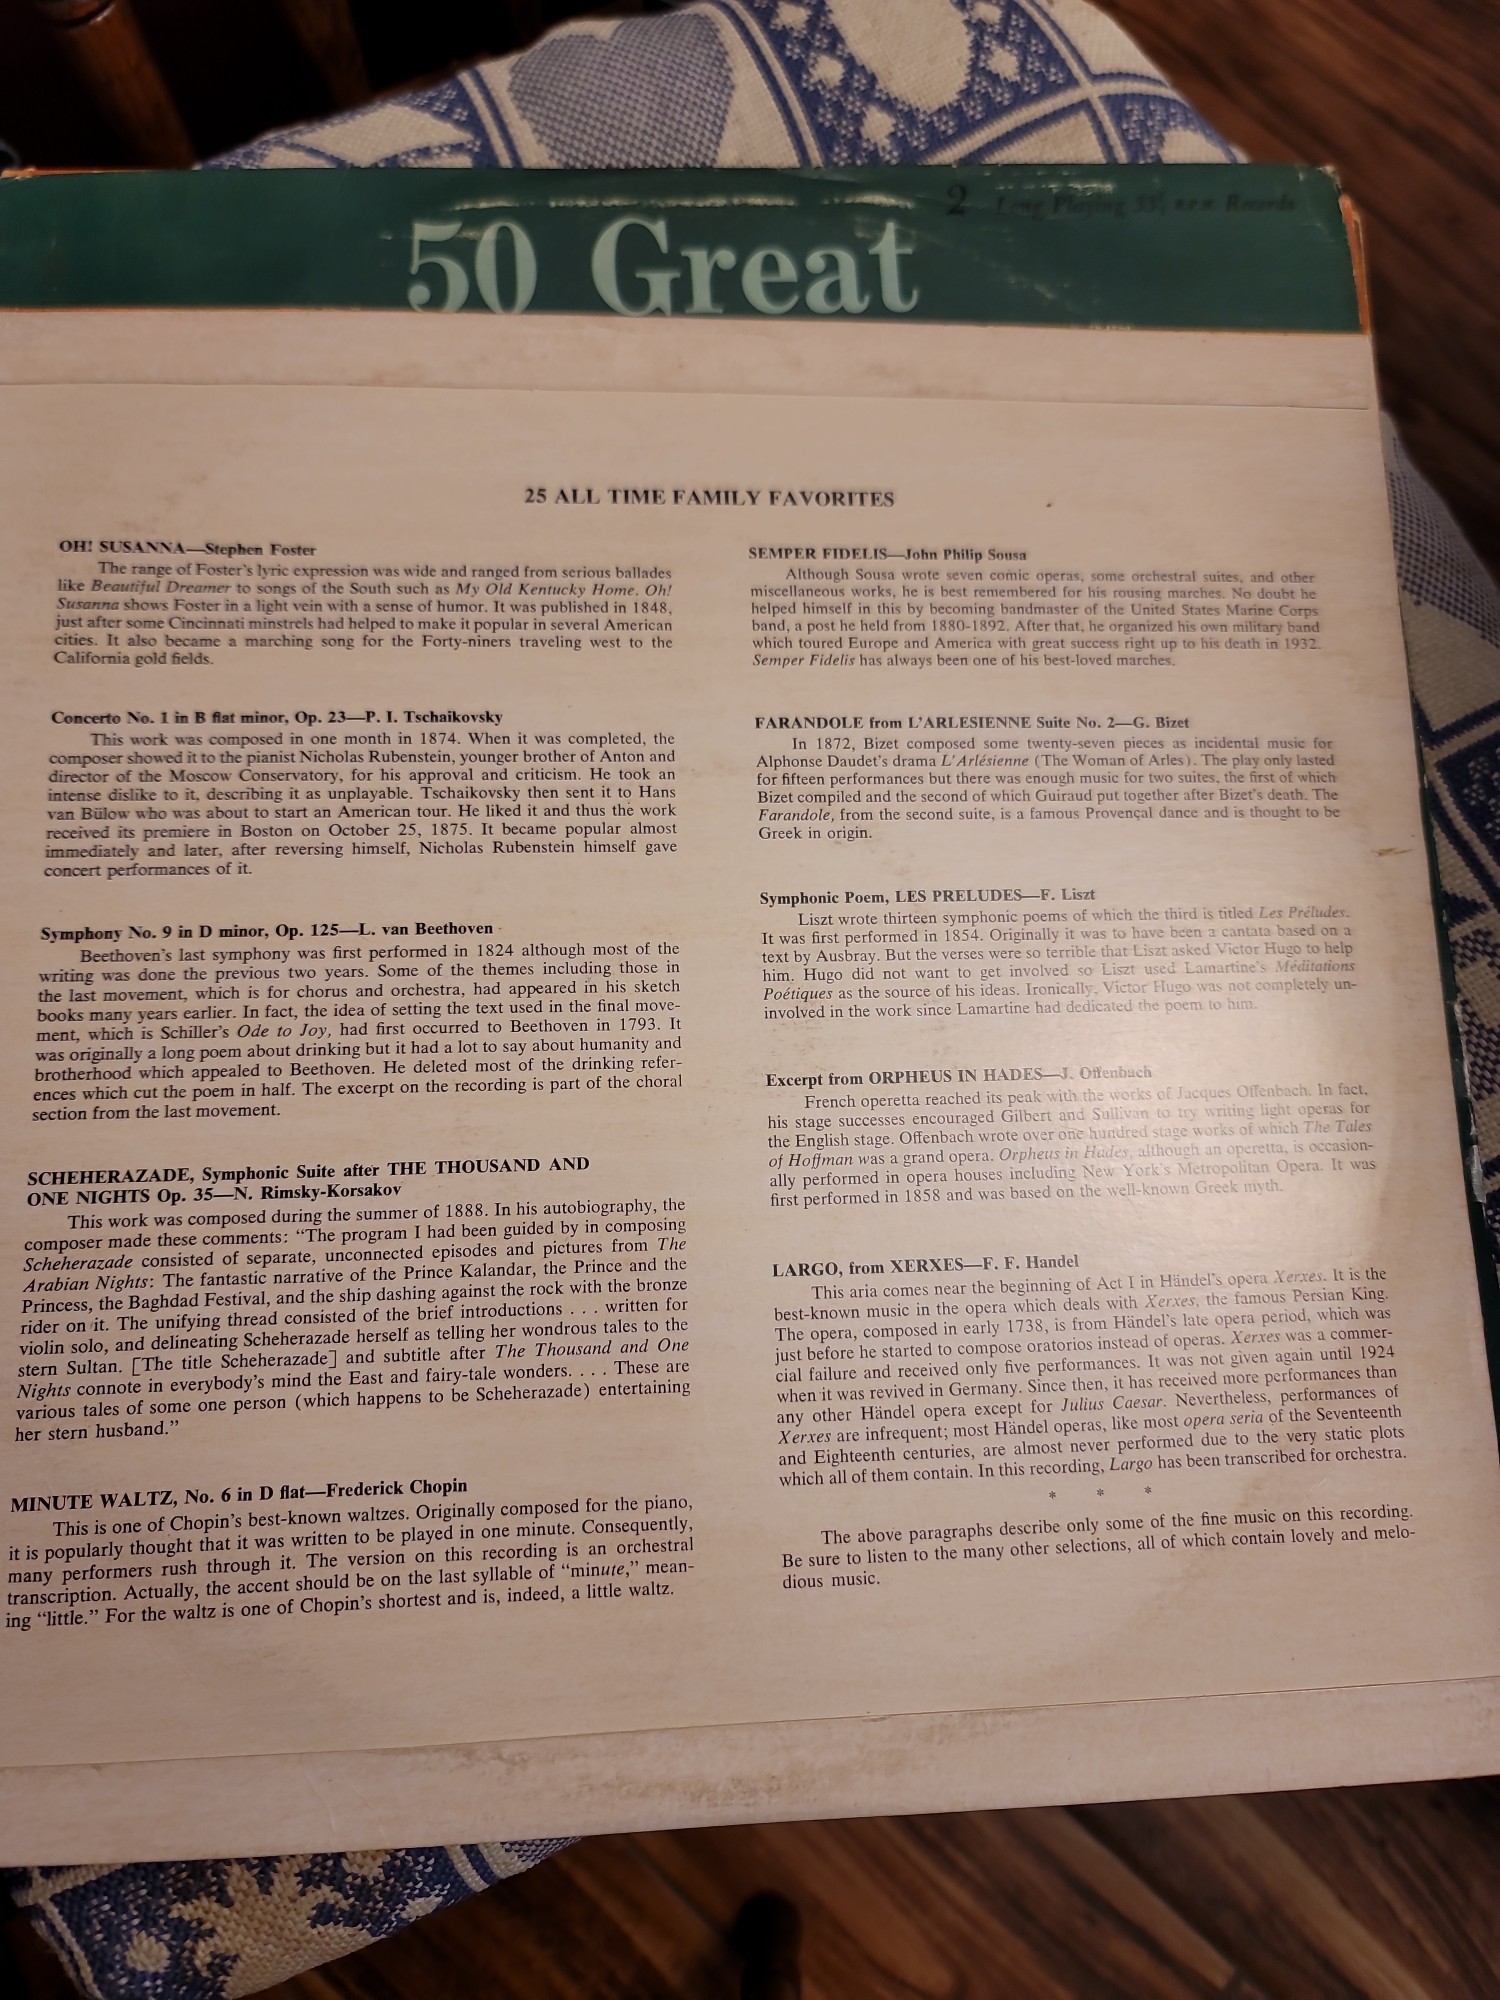 2 Long Playing 33⅓ R.P.M. Records
50 Great
25 ALL TIME FAMILY FAVORITES
OH! SUSANNA—Stephen Foster
The range of Foster's lyric expression was wide and ranged from serious ballades
like Beautiful Dreamer to songs of the South such as My Old Kentucky Home. Oh!
Susanna shows Foster in a light vein with a sense of humor. It was published in 1848,
just after some Cincinnati minstrels had helped to make it popular in several American
cities. It also became a marching song for the Forty-niners traveling west to the
California gold fields.
Concerto No. 1 in B flat minor, Op. 23—P. I. Tschaikovsky
This work was composed in one month in 1874. When it was completed, the
composer showed it to the pianist Nicholas Rubenstein, younger brother of Anton and
director of the Moscow Conservatory, for his approval and criticism. He took an
intense dislike to it, describing it as unplayable. Tschaikovsky then sent it to Hans
van Bülow who was about to start an American tour. He liked it and thus the work
received its premiere in Boston on October 25, 1875. It became popular almost
immediately and later, after reversing himself, Nicholas Rubenstein himself gave
concert performances of it.
Symphony No. 9 in D minor, Op. 125—L. van Beethoven
Beethoven's last symphony was first performed in 1824 although most of the
writing was done the previous two years. Some of the themes including those in
the last movement, which is for chorus and orchestra, had appeared in his sketch
books many years earlier. In fact, the idea of setting the text used in the final move-
ment, which is Schiller's Ode to Joy, had first occurred to Beethoven in 1793. It
was originally a long poem about drinking but it had a lot to say about humanity and
brotherhood which appealed to Beethoven. He deleted most of the drinking refer-
ences which cut the poem in half. The excerpt on the recording is part of the choral
section from the last movement.
SCHEHERAZADE, Symphonic Suite after THE THOUSAND AND
ONE NIGHTS Op. 35—N. Rimsky-Korsakov
This work was composed during the summer of 1888. In his autobiography, the
composer made these comments: “The program I had been guided by in composing
Scheherazade consisted of separate, unconnected episodes and pictures from The
Arabian Nights: The fantastic narrative of the Prince Kalandar, the Prince and the
Princess, the Baghdad Festival, and the ship dashing against the rock with the bronze
rider on it. The unifying thread consisted of the brief introductions . . . written for
violin solo, and delineating Scheherazade herself as telling her wondrous tales to the
stern Sultan. [The title Scheherazade] and subtitle after The Thousand and One
Nights connote in everybody's mind the East and fairy-tale wonders. . . . These are
various tales of some one person (which happens to be Scheherazade) entertaining
her stern husband.”
MINUTE WALTZ, No. 6 in D flat—Frederick Chopin
This is one of Chopin's best-known waltzes. Originally composed for the piano,
it is popularly thought that it was written to be played in one minute. Consequently,
many performers rush through it. The version on this recording is an orchestral
transcription. Actually, the accent should be on the last syllable of “minute,” mean-
ing “little.” For the waltz is one of Chopin's shortest and is, indeed, a little waltz.
SEMPER FIDELIS—John Philip Sousa
Although Sousa wrote seven comic operas, some orchestral suites, and other
miscellaneous works, he is best remembered for his rousing marches. No doubt he
helped himself in this by becoming bandmaster of the United States Marine Corps
band, a post he held from 1880-1892. After that, he organized his own military band
which toured Europe and America with great success right up to his death in 1932.
Semper Fidelis has always been one of his best-loved marches.
FARANDOLE from L'ARLESIENNE Suite No. 2—G. Bizet
In 1872, Bizet composed some twenty-seven pieces as incidental music for
Alphonse Daudet's drama L'Arlésienne (The Woman of Arles). The play only lasted
for fifteen performances but there was enough music for two suites, the first of which
Bizet compiled and the second of which Guiraud put together after Bizet's death. The
Farandole, from the second suite, is a famous Provençal dance and is thought to be
Greek in origin.
Symphonic Poem, LES PRELUDES—F. Liszt
Liszt wrote thirteen symphonic poems of which the third is titled Les Préludes.
It was first performed in 1854. Originally it was to have been a cantata based on a
text by Ausbray. But the verses were so terrible that Liszt asked Victor Hugo to help
him. Hugo did not want to get involved so Liszt used Lamartine's Méditations
Poétiques as the source of his ideas. Ironically, Victor Hugo was not completely un-
involved in the work since Lamartine had dedicated the poem to him.
Excerpt from ORPHEUS IN HADES—J. Offenbach
French operetta reached its peak with the works of Jacques Offenbach. In fact,
his stage successes encouraged Gilbert and Sullivan to try writing light operas for
the English stage. Offenbach wrote over one hundred stage works of which The Tales
of Hoffman was a grand opera. Orpheus in Hades, although an operetta, is occasion-
ally performed in opera houses including New York's Metropolitan Opera. It was
first performed in 1858 and was based on the well-known Greek myth.
LARGO, from XERXES—F. F. Handel
This aria comes near the beginning of Act I in Händel's opera Xerxes. It is the
best-known music in the opera which deals with Xerxes, the famous Persian King.
The opera, composed in early 1738, is from Händel's late opera period, which was
just before he started to compose oratorios instead of operas. Xerxes was a commer-
cial failure and received only five performances. It was not given again until 1924
when it was revived in Germany. Since then, it has received more performances than
any other Händel opera except for Julius Caesar. Nevertheless, performances of
Xerxes are infrequent; most Händel operas, like most opera seria of the Seventeenth
and Eighteenth centuries, are almost never performed due to the very static plots
which all of them contain. In this recording, Largo has been transcribed for orchestra.
* * *
The above paragraphs describe only some of the fine music on this recording.
Be sure to listen to the many other selections, all of which contain lovely and melo-
dious music.